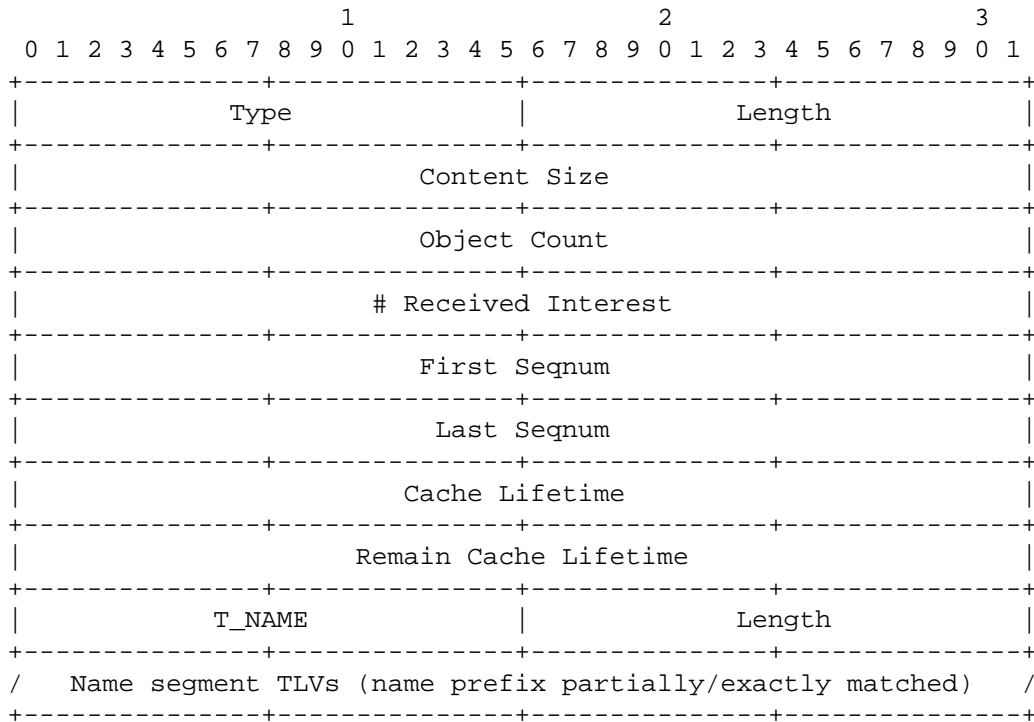 1                   2                   3
 0 1 2 3 4 5 6 7 8 9 0 1 2 3 4 5 6 7 8 9 0 1 2 3 4 5 6 7 8 9 0 1
+---------------+---------------+---------------+---------------+
|             Type              |             Length            |
+---------------+---------------+---------------+---------------+
|                         Content Size                          |
+---------------+---------------+---------------+---------------+
|                         Object Count                          |
+---------------+---------------+---------------+---------------+
|                      # Received Interest                      |
+---------------+---------------+---------------+---------------+
|                         First Seqnum                          |
+---------------+---------------+---------------+---------------+
|                          Last Seqnum                          |
+---------------+---------------+---------------+---------------+
|                        Cache Lifetime                         |
+---------------+---------------+---------------+---------------+
|                     Remain Cache Lifetime                     |
+---------------+---------------+---------------+---------------+
|            T_NAME             |             Length            |
+---------------+---------------+---------------+---------------+
/   Name segment TLVs (name prefix partially/exactly matched)   /
+---------------+---------------+---------------+---------------+